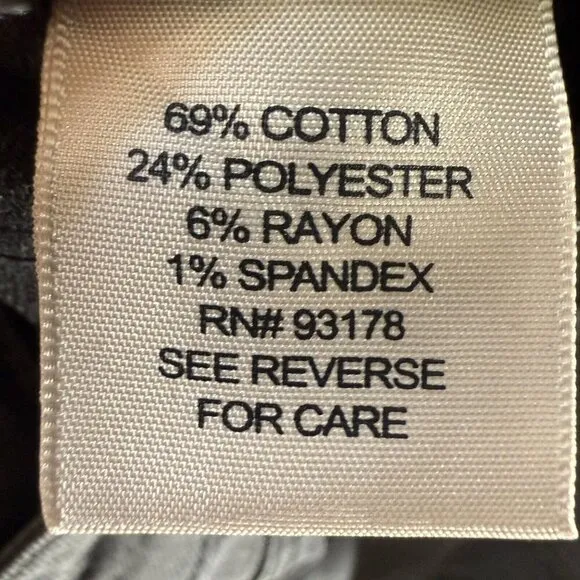 69% COTTON
24% POLYESTER
6% RAYON
1% SPANDEX
RN# 93178
SEE REVERSE
FOR CARE